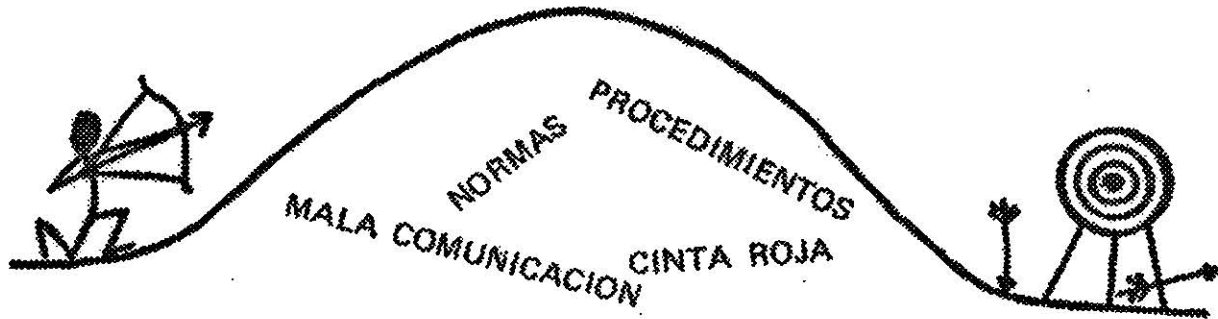 NORMAS
PROCEDIMIENTOS
MALA COMUNICACION
CINTA ROJA